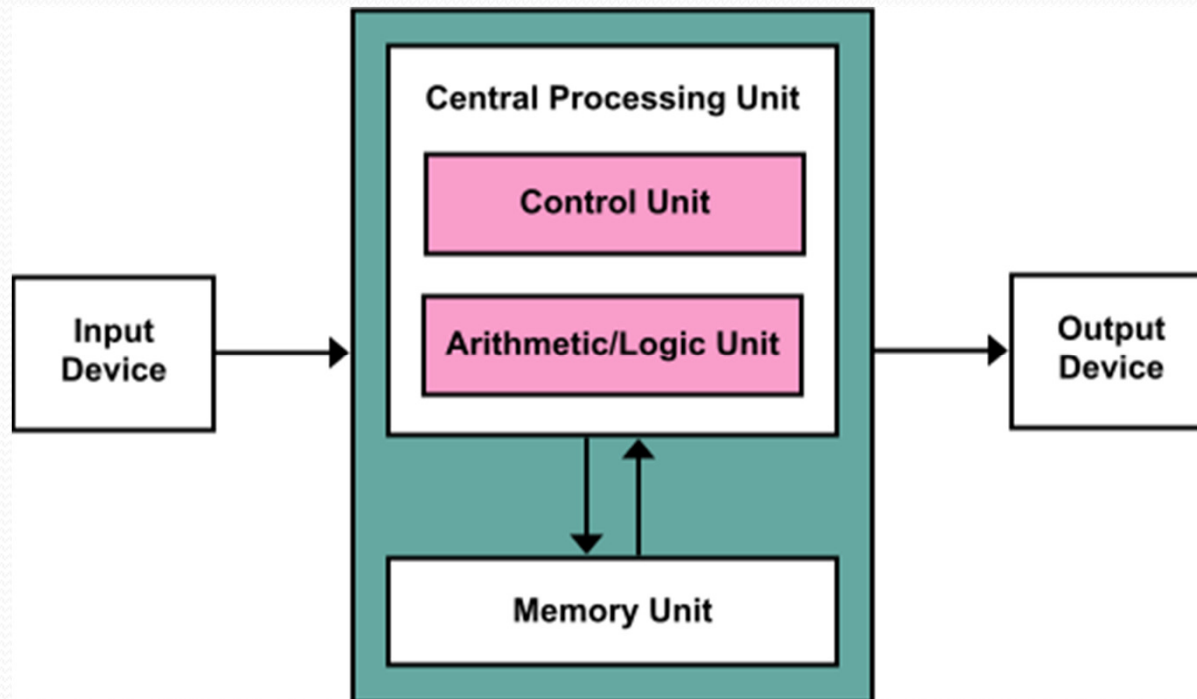 Central Processing Unit
Control Unit
Arithmetic/Logic Unit
Input
Device
Output
Device
Memory Unit